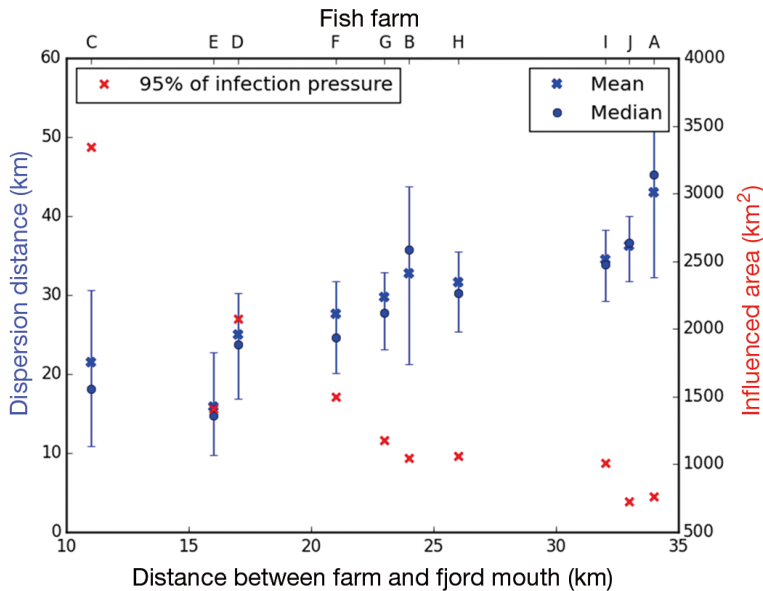 Fish farm
C E D F G B H I J A
60 4000
95% of infection pressure Mean
Median
50 3500
40 3000
30 2500
20 2000
10 1500
0 1000
500
10 15 20 25 30 35
Dispersion distance (km)
Influenced area (km²)
Distance between farm and fjord mouth (km)